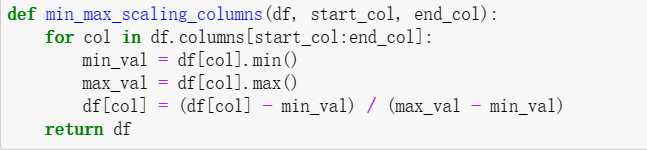 def min_max_scaling_columns(df, start_col, end_col):
    for col in df.columns[start_col:end_col]:
        min_val = df[col].min()
        max_val = df[col].max()
        df[col] = (df[col] - min_val) / (max_val - min_val)
    return df